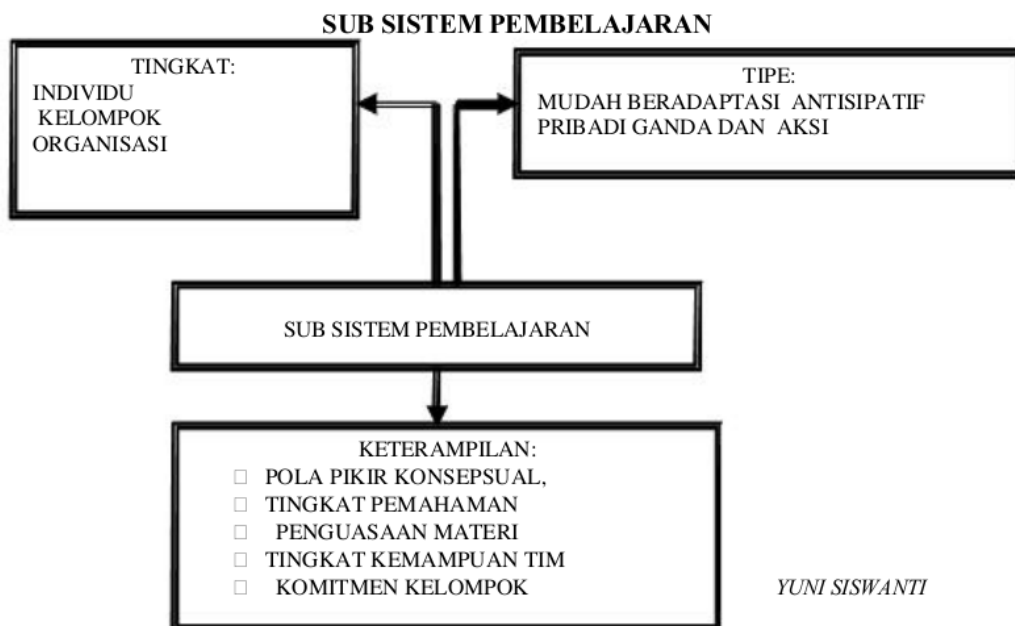 SUB SISTEM PEMBELAJARAN
TINGKAT:
INDIVIDU
KELOMPOK
ORGANISASI
TIPE:
MUDAH BERADAPTASI ANTISIPATIF
PRIBADI GANDA DAN AKSI
SUB SISTEM PEMBELAJARAN
KETERAMPILAN:
POLA PIKIR KONSEPSUAL,
TINGKAT PEMAHAMAN
PENGUASAAN MATERI
TINGKAT KEMAMPUAN TIM
KOMITMEN KELOMPOK
YUNI SISWANTI